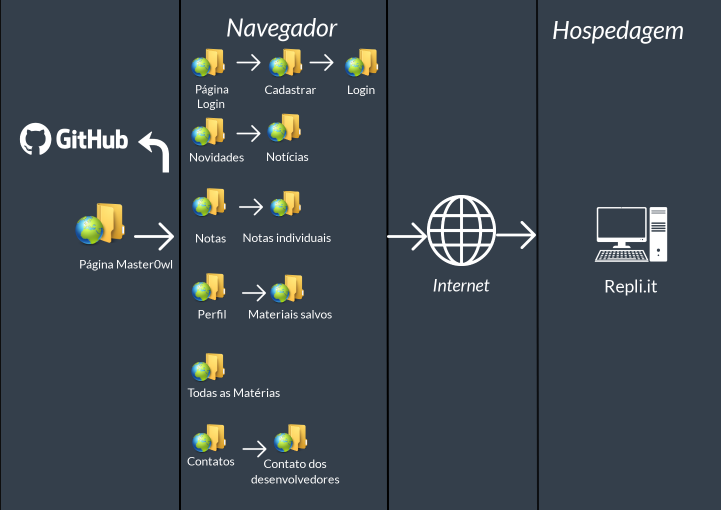 Navegador
Hospedagem
Página
Login
Cadastrar
Login
GitHub
Novidades
Notícias
Notas
Notas individuais
Página MasterOwl
Internet
Repli.it
Perfil
Materiais salvos
Todas as Matérias
Contatos
Contato dos
desenvolvedores